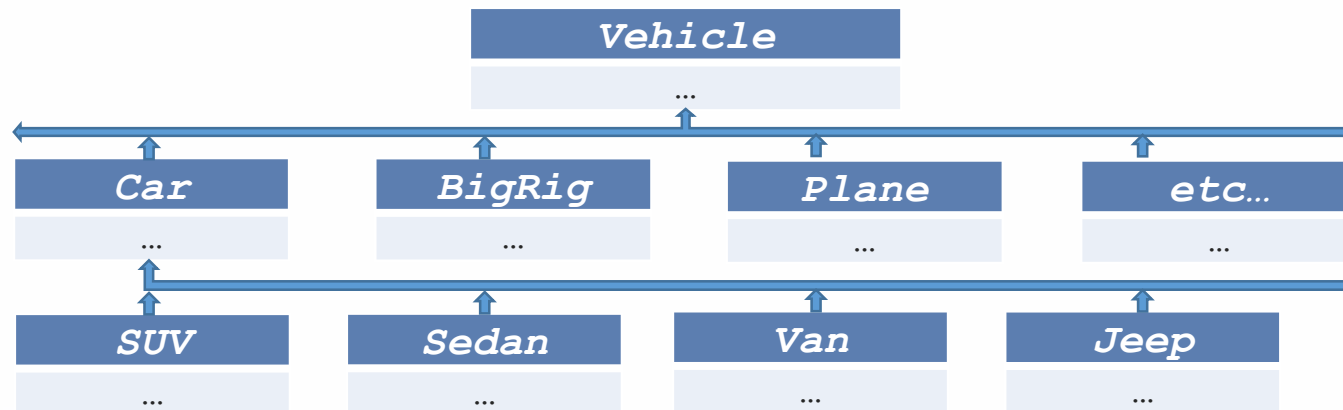 Vehicle
...
Car BigRig Plane etc...
... ... ... ...
SUV Sedan Van Jeep
... ... ... ...